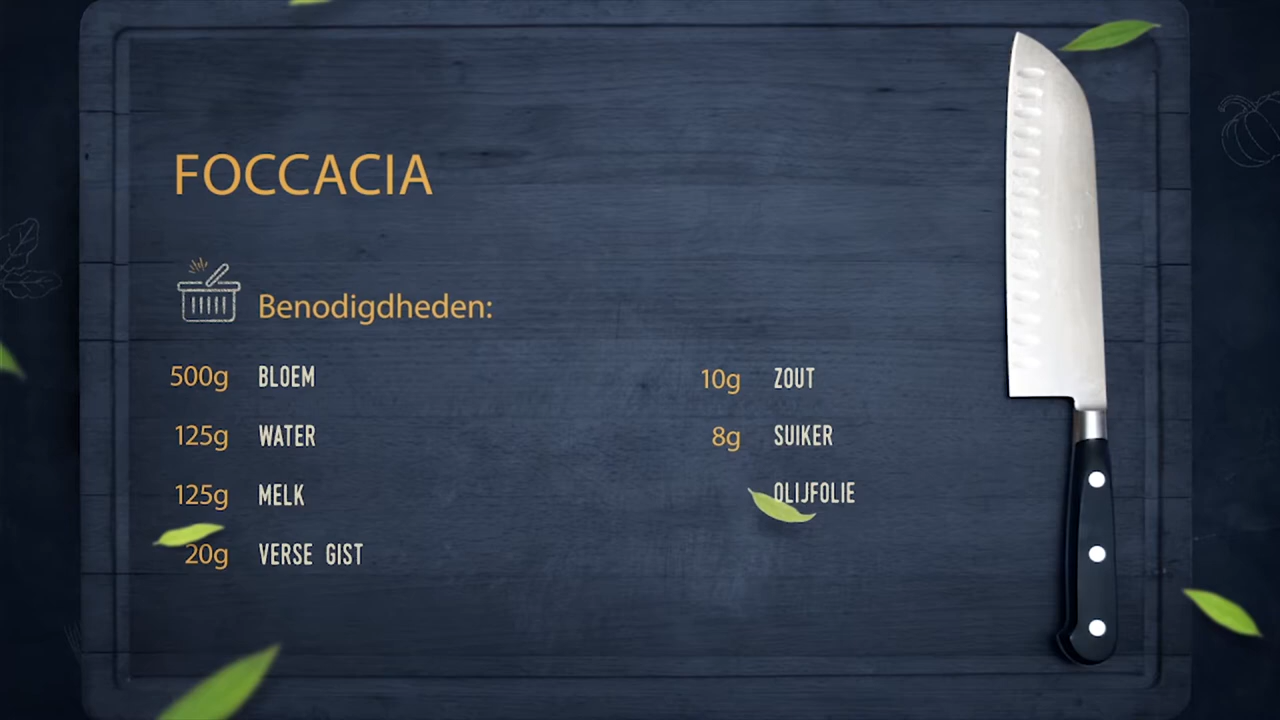 FOCCACIA
Benodigdheden:
500g BLOEM
125g WATER
125g MELK
20g VERSE GIST
10g ZOUT
8g SUIKER
OLIJFOLIE